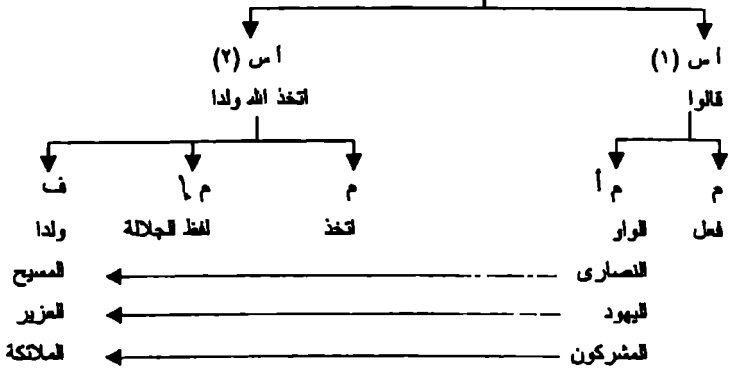 أ س (١) أ س (٢)
قالوا اتخذ الله ولدا
م م أ م م إ ف
فعل الواو اتخذ لفظ الجلالة ولدا
النصارى المسيح
اليهود العزير
المشركون الملائكة